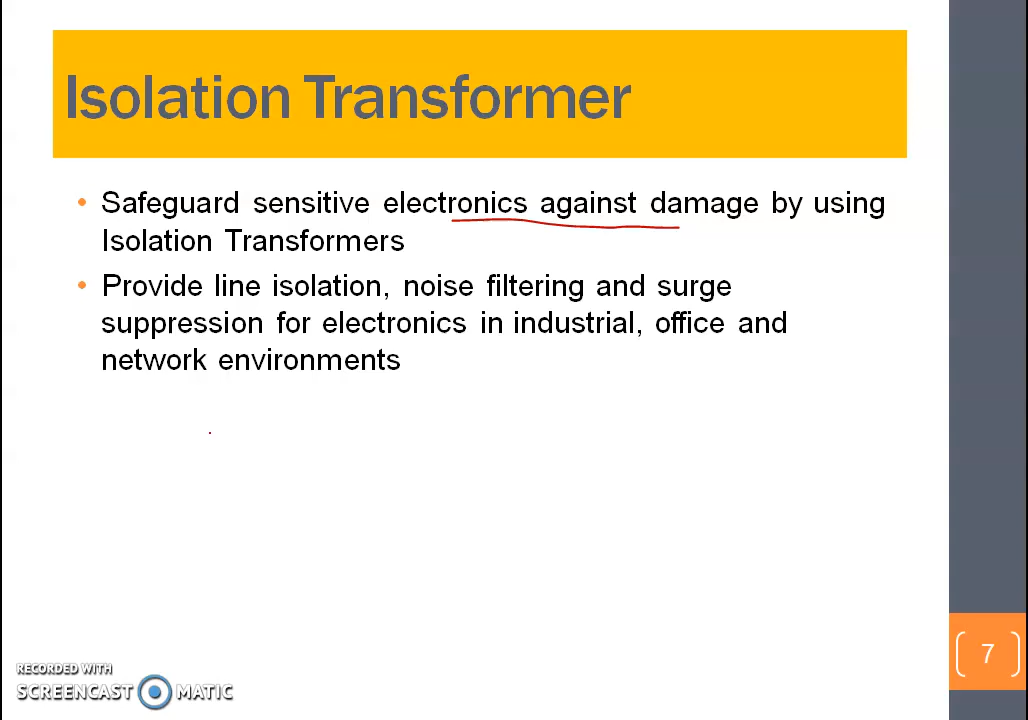 Isolation Transformer
• Safeguard sensitive electronics against damage by using
Isolation Transformers
• Provide line isolation, noise filtering and surge
suppression for electronics in industrial, office and
network environments
7
RECORDED WITH
SCREENCAST MATIC